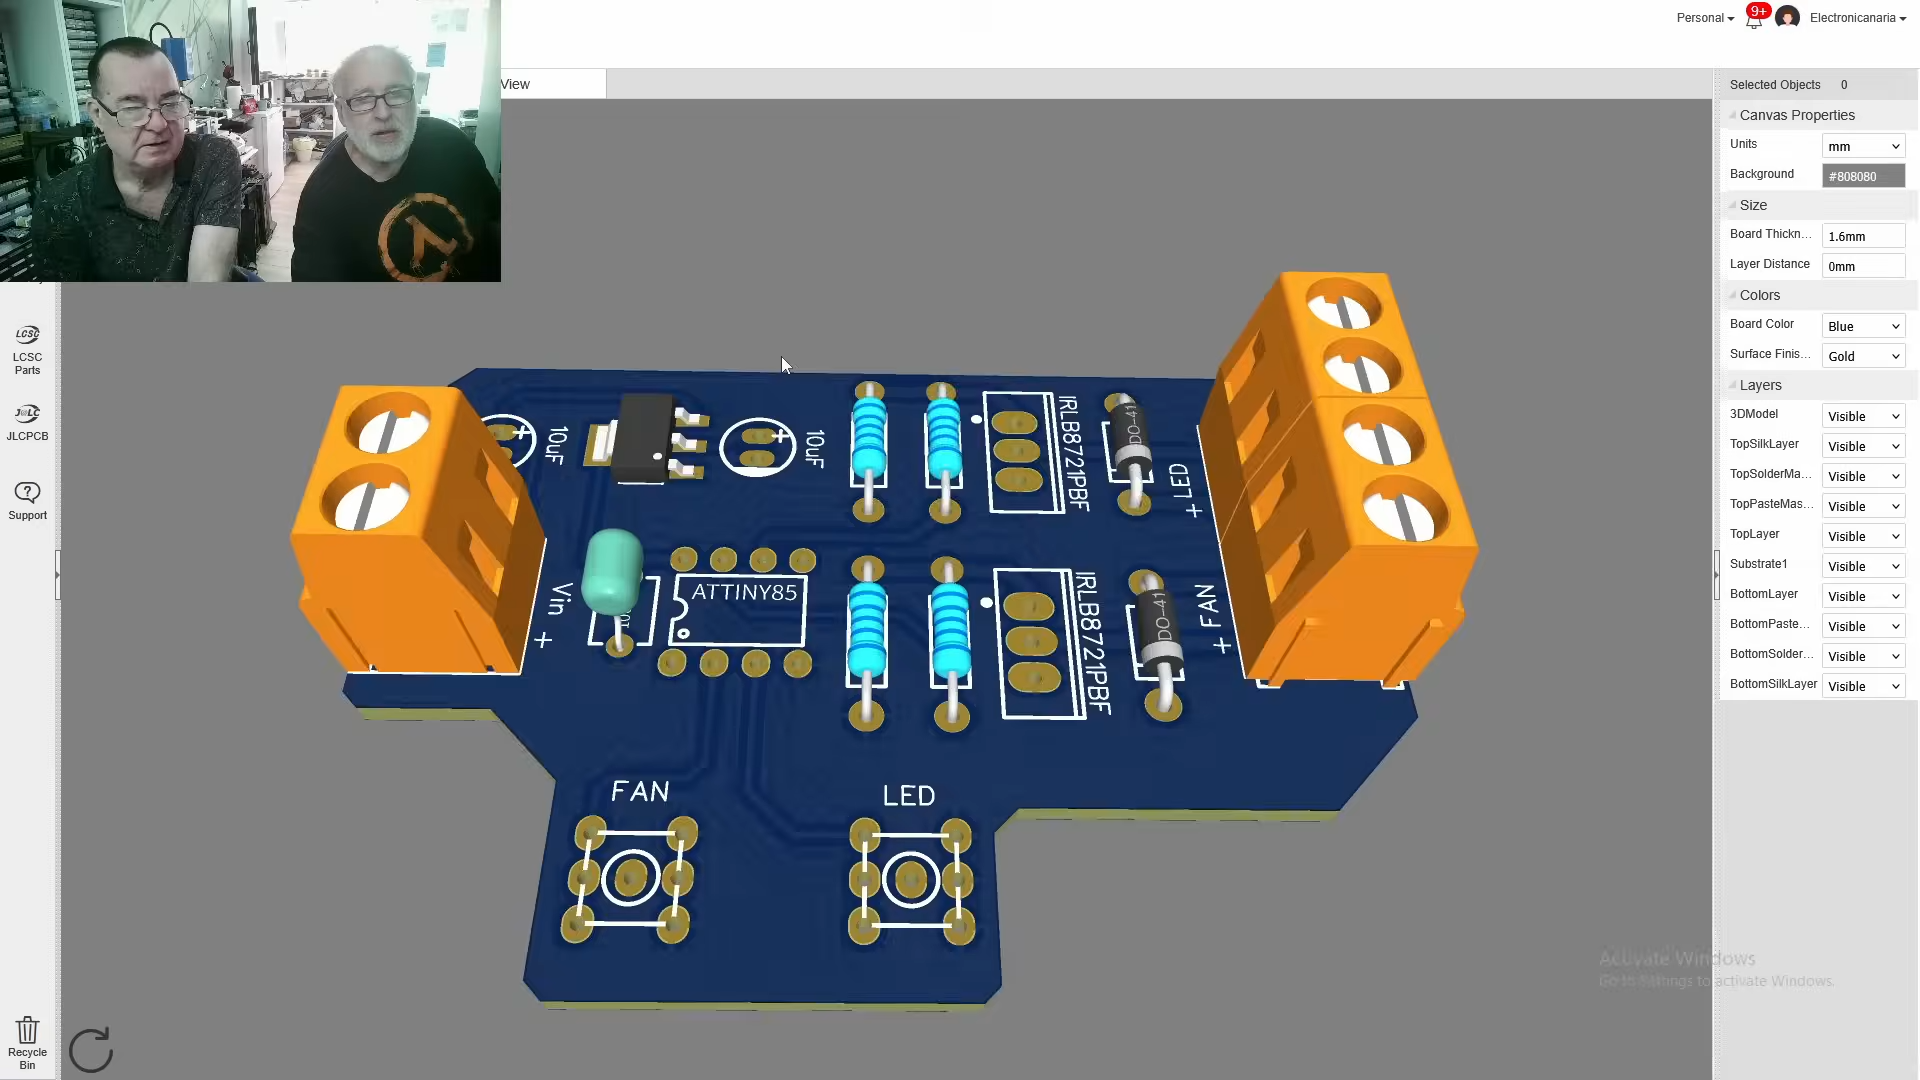 Personal
9+
Electronicanaria
View
Selected Objects 0
Canvas Properties
Units mm
Background #808080
Size
Board Thickn... 1.6mm
Layer Distance 0mm
Colors
Board Color Blue
Surface Finis... Gold
Layers
3DModel Visible
TopSilkLayer Visible
TopSolderMa... Visible
TopPasteMas... Visible
TopLayer Visible
Substrate1 Visible
BottomLayer Visible
BottomPaste... Visible
BottomSolder... Visible
BottomSilkLayer Visible
LCSC
LCSC
Parts
JLCPCB
Support
Recycle
Bin
10uF
10uF
IRLB8721PBF
DO-41
LED
+
Vin
+
ATTINY85
IRLB8721PBF
DO-41
FAN
+
FAN
LED
Activate Windows
Go to Settings to activate Windows.